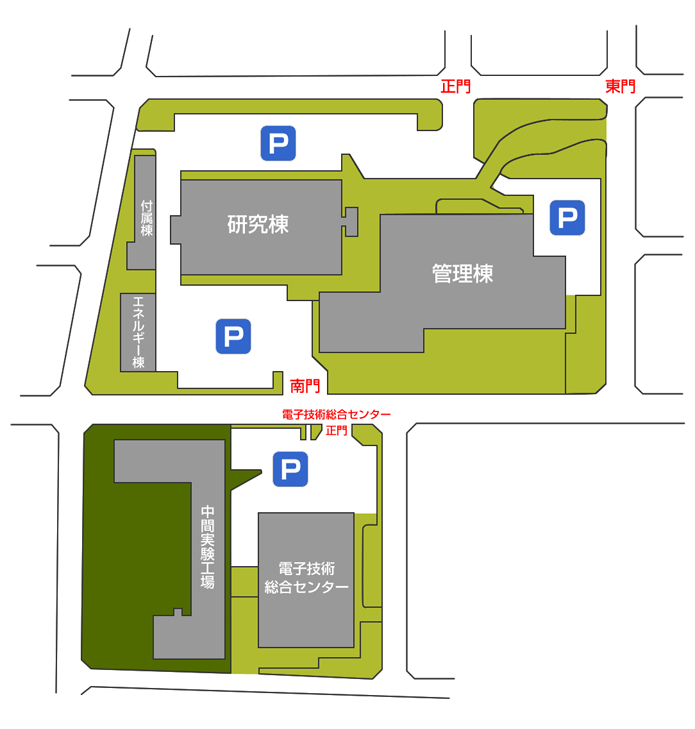 正門
東門
P
付属棟
研究棟
P
管理棟
エネルギー棟
P
南門
電子技術総合センター
正門
P
中間実験工場
電子技術
総合センター